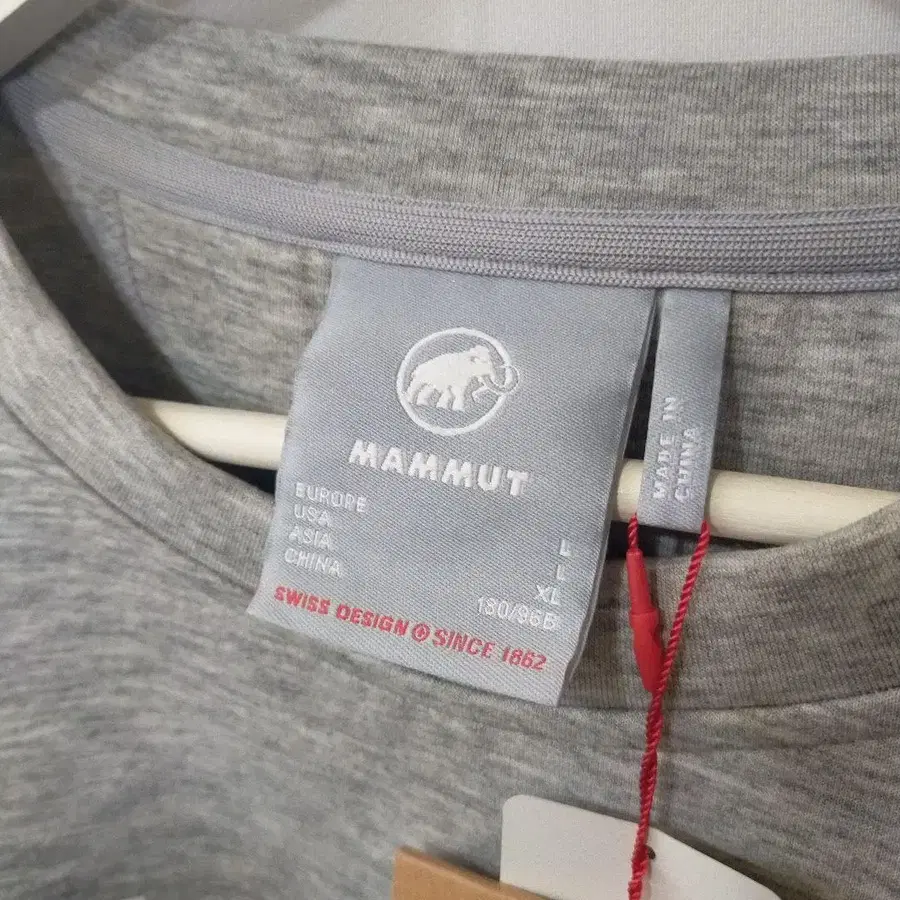 MAMMUT
EUROPE L
USA L
ASIA XL
CHINA 180/96B
SWISS DESIGN SINCE 1862
MADE IN
CHINA